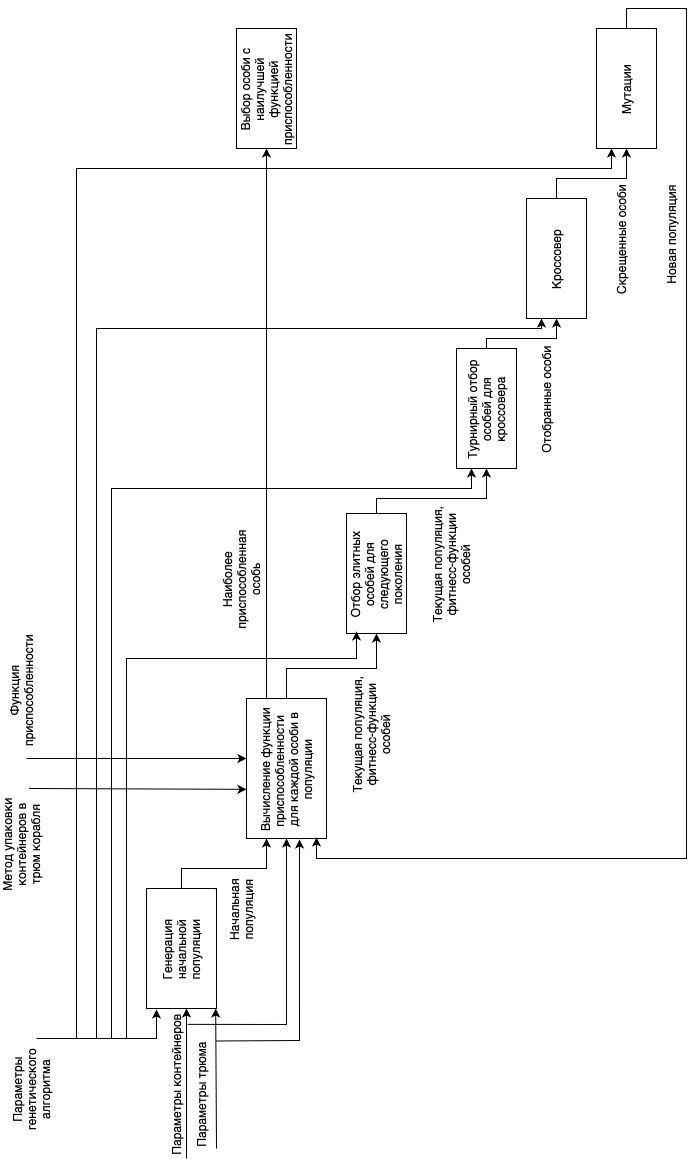 Параметры
генетического
алгоритма
Параметры контейнеров
Параметры трюма
Генерация
начальной
популяции
Начальная
популяция
Метод упаковки
контейнеров в
трюм корабля
Функция
приспособленности
Вычисление функции
приспособленности
для каждой особи в
популяции
Наиболее
приспособленная
особь
Выбор особи с
наилучшей
функцией
приспособленности
Текущая популяция,
фитнесс-функции
особей
Отбор элитных
особей для
следующего
поколения
Текущая популяция,
фитнесс-функции
особей
Турнирный отбор
особей для
кроссовера
Отобранные особи
Кроссовер
Скрещенные особи
Мутации
Новая популяция